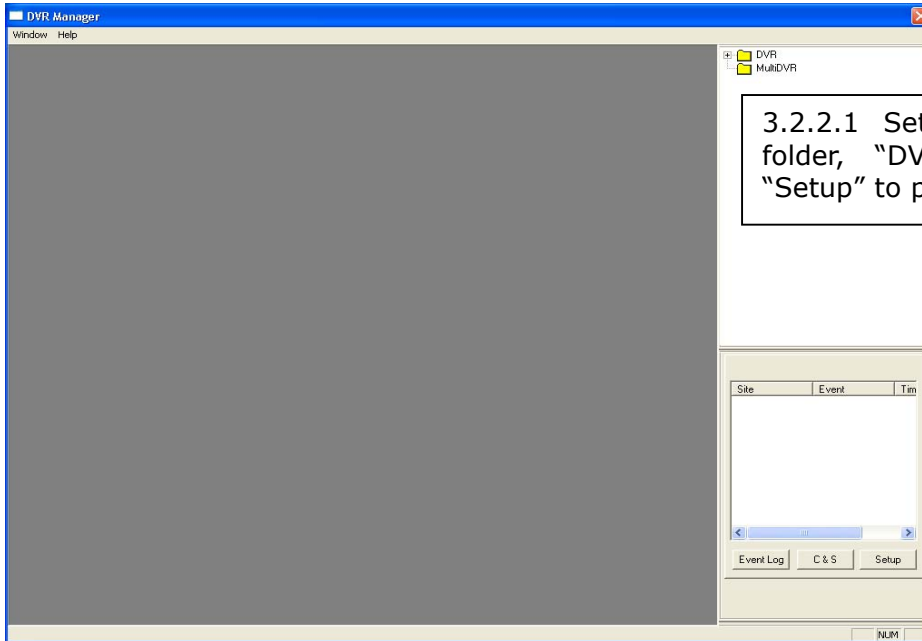 DVR Manager
Window Help
DVR
MultiDVR
3.2.2.1 Set
folder, “DV
“Setup” to p
Site Event Tim
Event Log C & S Setup
NUM